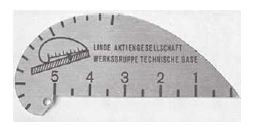 LINDE AKTIENGESELLSCHAFT
WERKSGRUPPE TECHNISCHE GASE
5 4 3 2 1